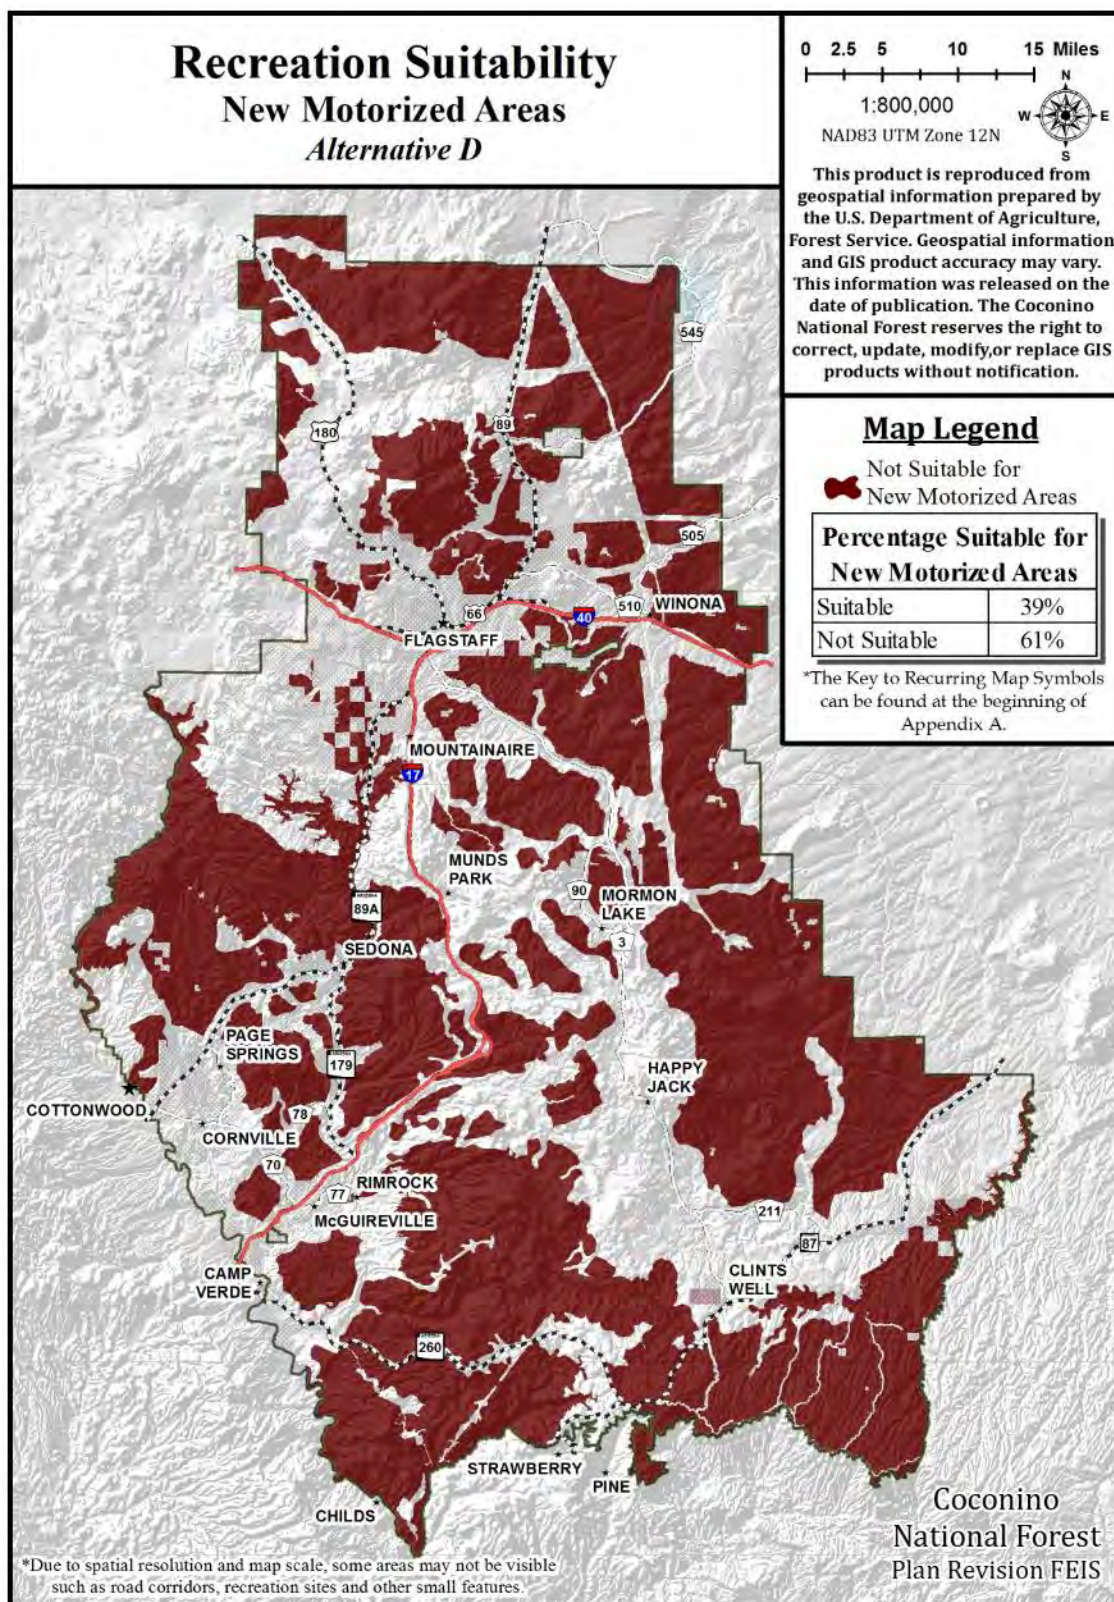 Recreation Suitability
New Motorized Areas
Alternative D
0 2.5 5 10 15 Miles
1:800,000
NAD83 UTM Zone 12N
N
W E
S
This product is reproduced from
geospatial information prepared by
the U.S. Department of Agriculture,
Forest Service. Geospatial information
and GIS product accuracy may vary.
This information was released on the
date of publication. The Coconino
National Forest reserves the right to
correct, update, modify,or replace GIS
products without notification.
Map Legend
Not Suitable for
New Motorized Areas
Percentage Suitable for
New Motorized Areas
Suitable 39%
Not Suitable 61%
*The Key to Recurring Map Symbols
can be found at the beginning of
Appendix A.
545
89
180
505
510
WINONA
66
40
FLAGSTAFF
MOUNTAINAIRE
17
MUNDS
PARK
90
MORMON
LAKE
ARIZONA
89A
3
SEDONA
PAGE
SPRINGS
ARIZONA
179
HAPPY
JACK
COTTONWOOD
78
CORNVILLE
70
RIMROCK
77
McGUIREVILLE
211
87
CAMP
VERDE
CLINTS
WELL
ARIZONA
260
STRAWBERRY
PINE
CHILDS
Coconino
National Forest
Plan Revision FEIS
*Due to spatial resolution and map scale, some areas may not be visible
such as road corridors, recreation sites and other small features.